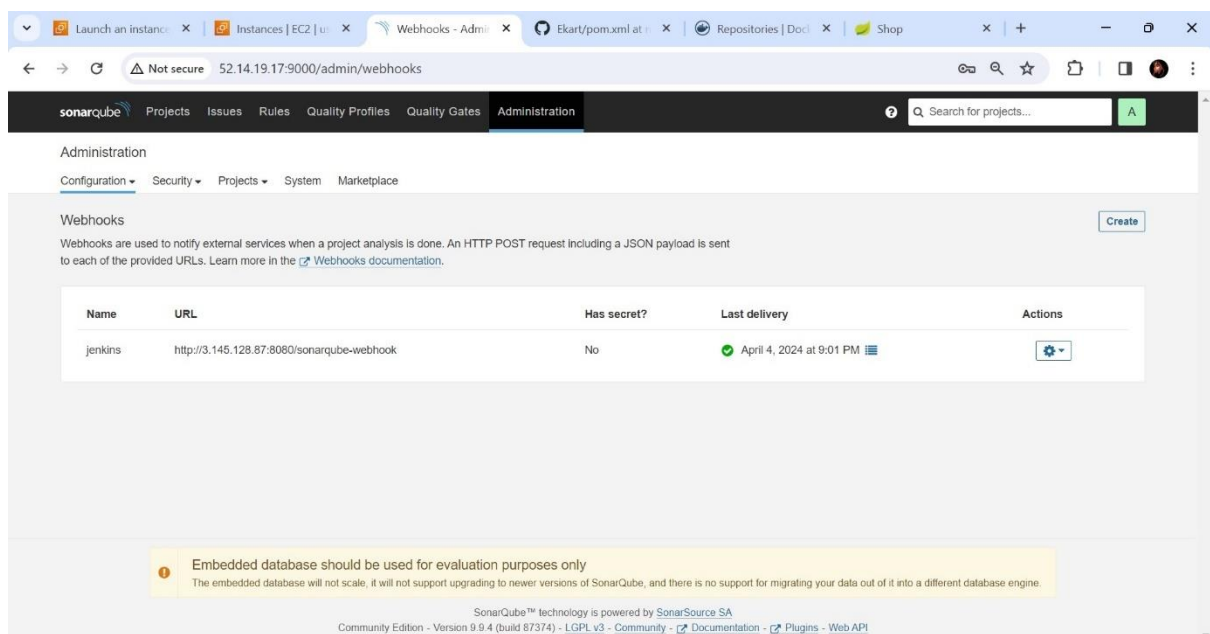 Launch an instance
Instances | EC2 | us
Webhooks - Admi
Ekart/pom.xml at
Repositories | Doc
Shop
Not secure 52.14.19.17:9000/admin/webhooks
sonarqube Projects Issues Rules Quality Profiles Quality Gates Administration ? Search for projects... A
Administration
Configuration Security Projects System Marketplace
Webhooks Create
Webhooks are used to notify external services when a project analysis is done. An HTTP POST request including a JSON payload is sent
to each of the provided URLs. Learn more in the Webhooks documentation.
Name URL Has secret? Last delivery Actions
jenkins http://3.145.128.87:8080/sonarqube-webhook No April 4, 2024 at 9:01 PM
Embedded database should be used for evaluation purposes only
The embedded database will not scale, it will not support upgrading to newer versions of SonarQube, and there is no support for migrating your data out of it into a different database engine.
SonarQube™ technology is powered by SonarSource SA
Community Edition - Version 9.9.4 (build 87374) - LGPL v3 - Community - Documentation - Plugins - Web API